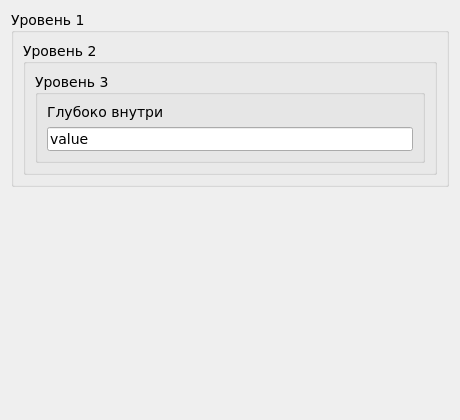 Уровень 1
Уровень 2
Уровень 3
Глубоко внутри
value